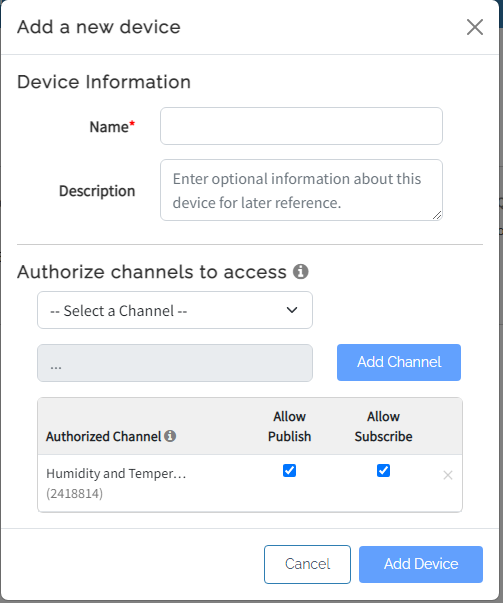 Add a new device
Device Information
Name*
Enter optional information about this
Description
device for later reference.
Authorize channels to access
-- Select a Channel --
...
Add Channel
Allow Allow
Authorized Channel Publish Subscribe
Humidity and Temper...
(2418814)
Cancel Add Device